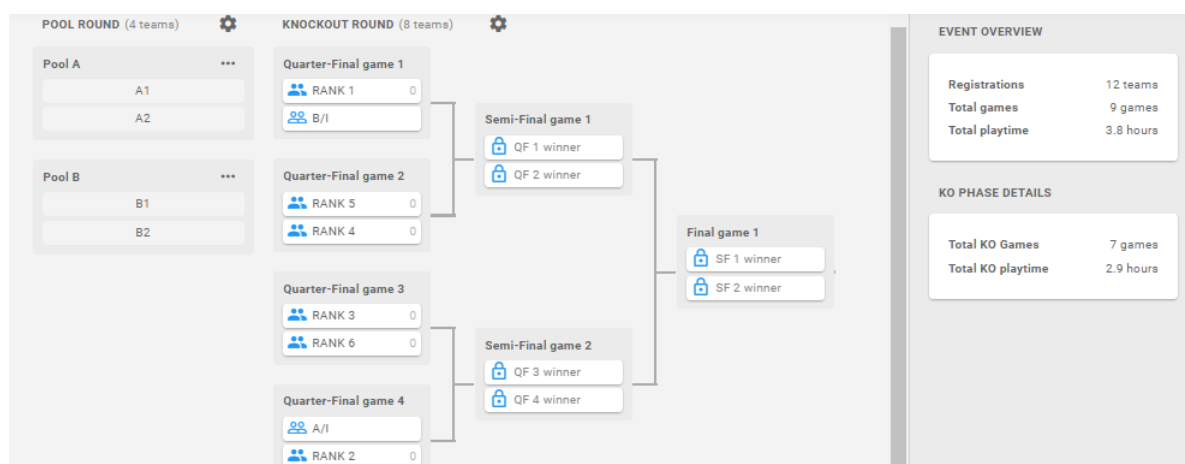 POOL ROUND (4 teams)
Pool A
...
A1
A2
Pool B
...
B1
B2
KNOCKOUT ROUND (8 teams)
Quarter-Final game 1
RANK 1 0
B/I
Quarter-Final game 2
RANK 5 0
RANK 4 0
Quarter-Final game 3
RANK 3 0
RANK 6 0
Quarter-Final game 4
A/I
RANK 2 0
Semi-Final game 1
QF 1 winner
QF 2 winner
Semi-Final game 2
QF 3 winner
QF 4 winner
Final game 1
SF 1 winner
SF 2 winner
EVENT OVERVIEW
Registrations 12 teams
Total games 9 games
Total playtime 3.8 hours
KO PHASE DETAILS
Total KO Games 7 games
Total KO playtime 2.9 hours